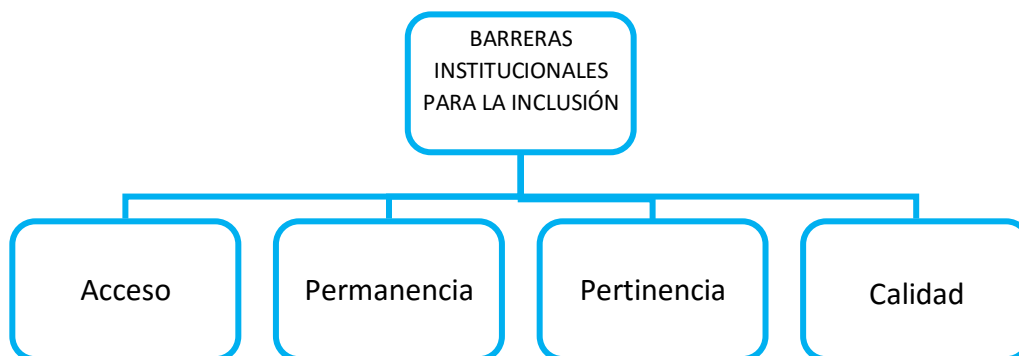 BARRERAS
INSTITUCIONALES
PARA LA INCLUSIÓN
Acceso
Permanencia
Pertinencia
Calidad